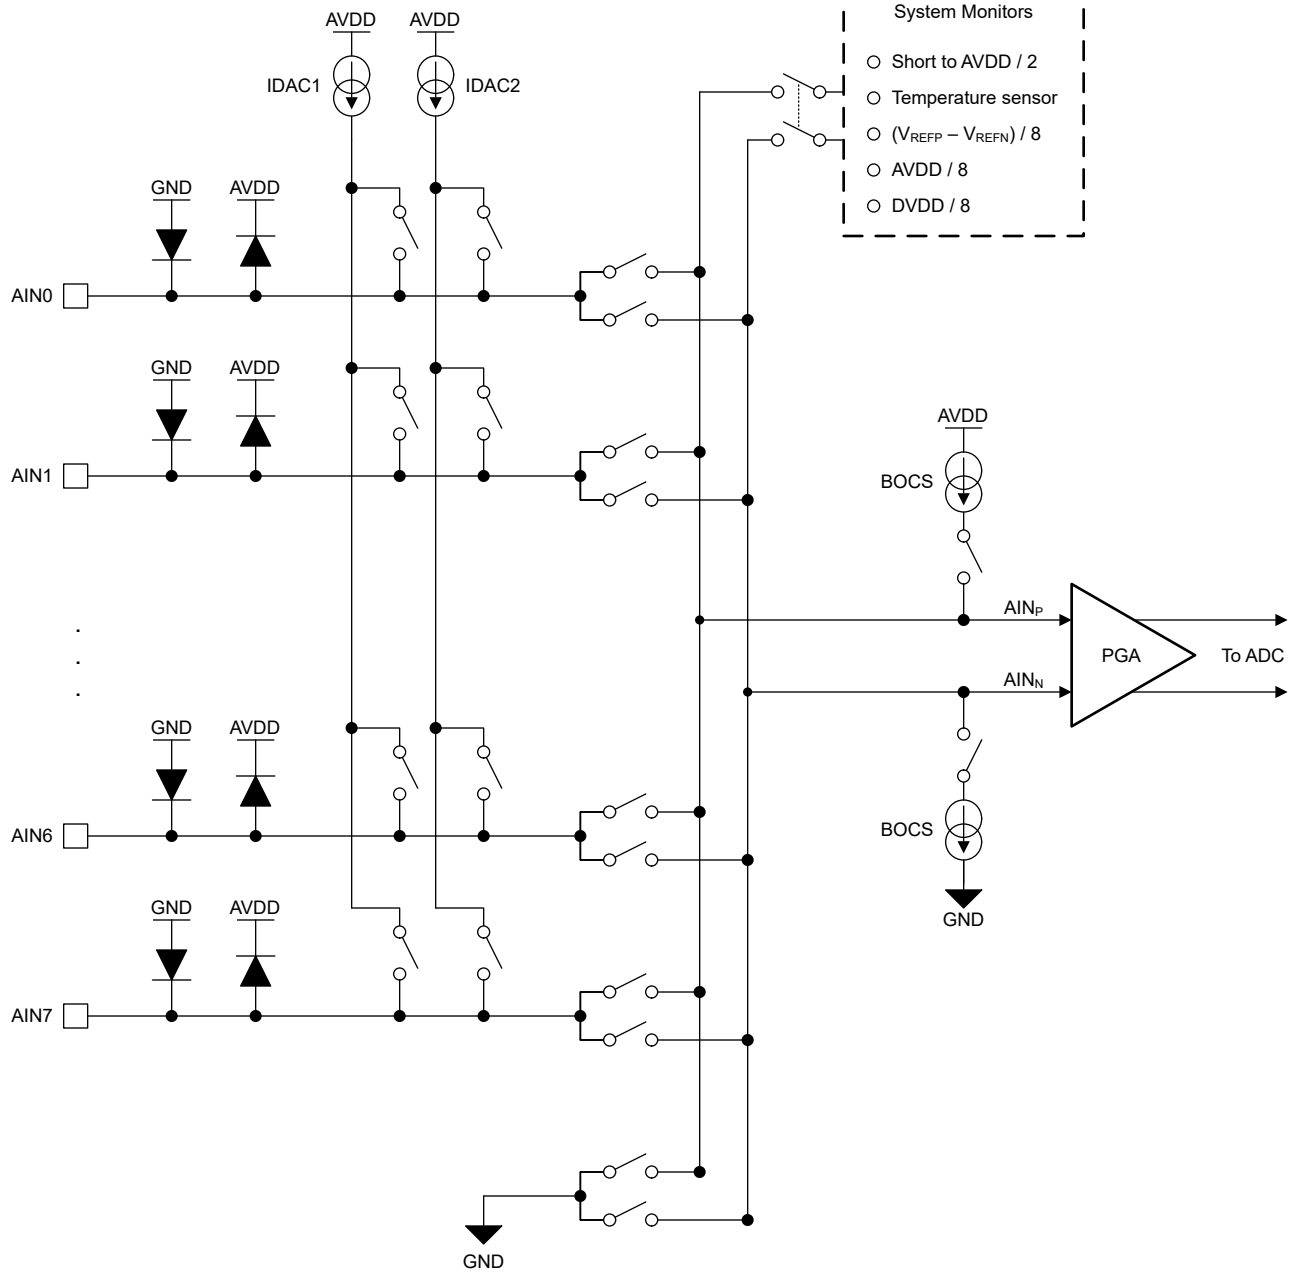 System Monitors
AVDD
AVDD
IDAC1
IDAC2
Short to AVDD / 2
Temperature sensor
(VREFP – VREFN) / 8
AVDD / 8
DVDD / 8
GND
AVDD
AIN0
GND
AVDD
AIN1
AVDD
BOCS
AINP
PGA
To ADC
AINN
.
.
.
GND
AVDD
AIN6
BOCS
GND
GND
AVDD
AIN7
GND